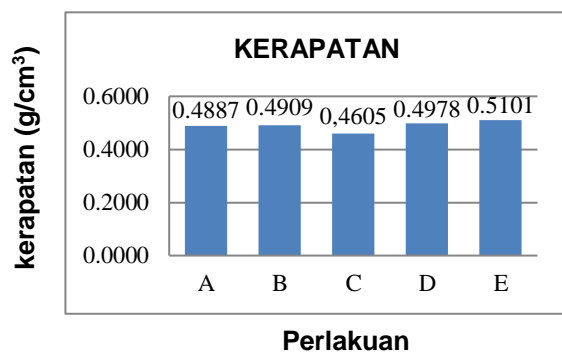 KERAPATAN
kerapatan (g/cm³)
0.6000
0.4000
0.2000
0.0000
0.4887 0.4909 0,4605 0.4978 0.5101
A B C D E
Perlakuan